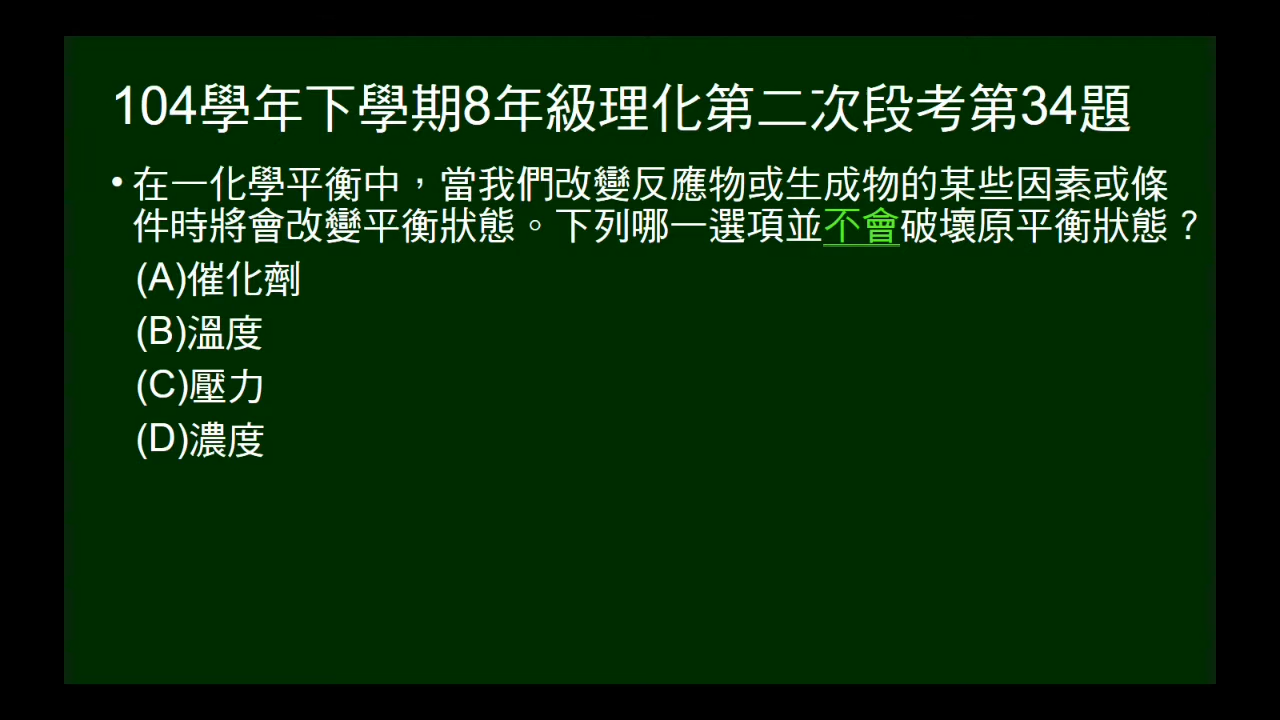 104學年下學期8年級理化第二次段考第34題
•在一化學平衡中，當我們改變反應物或生成物的某些因素或條
件時將會改變平衡狀態。下列哪一選項並不會破壞原平衡狀態？
(A)催化劑
(B)溫度
(C)壓力
(D)濃度